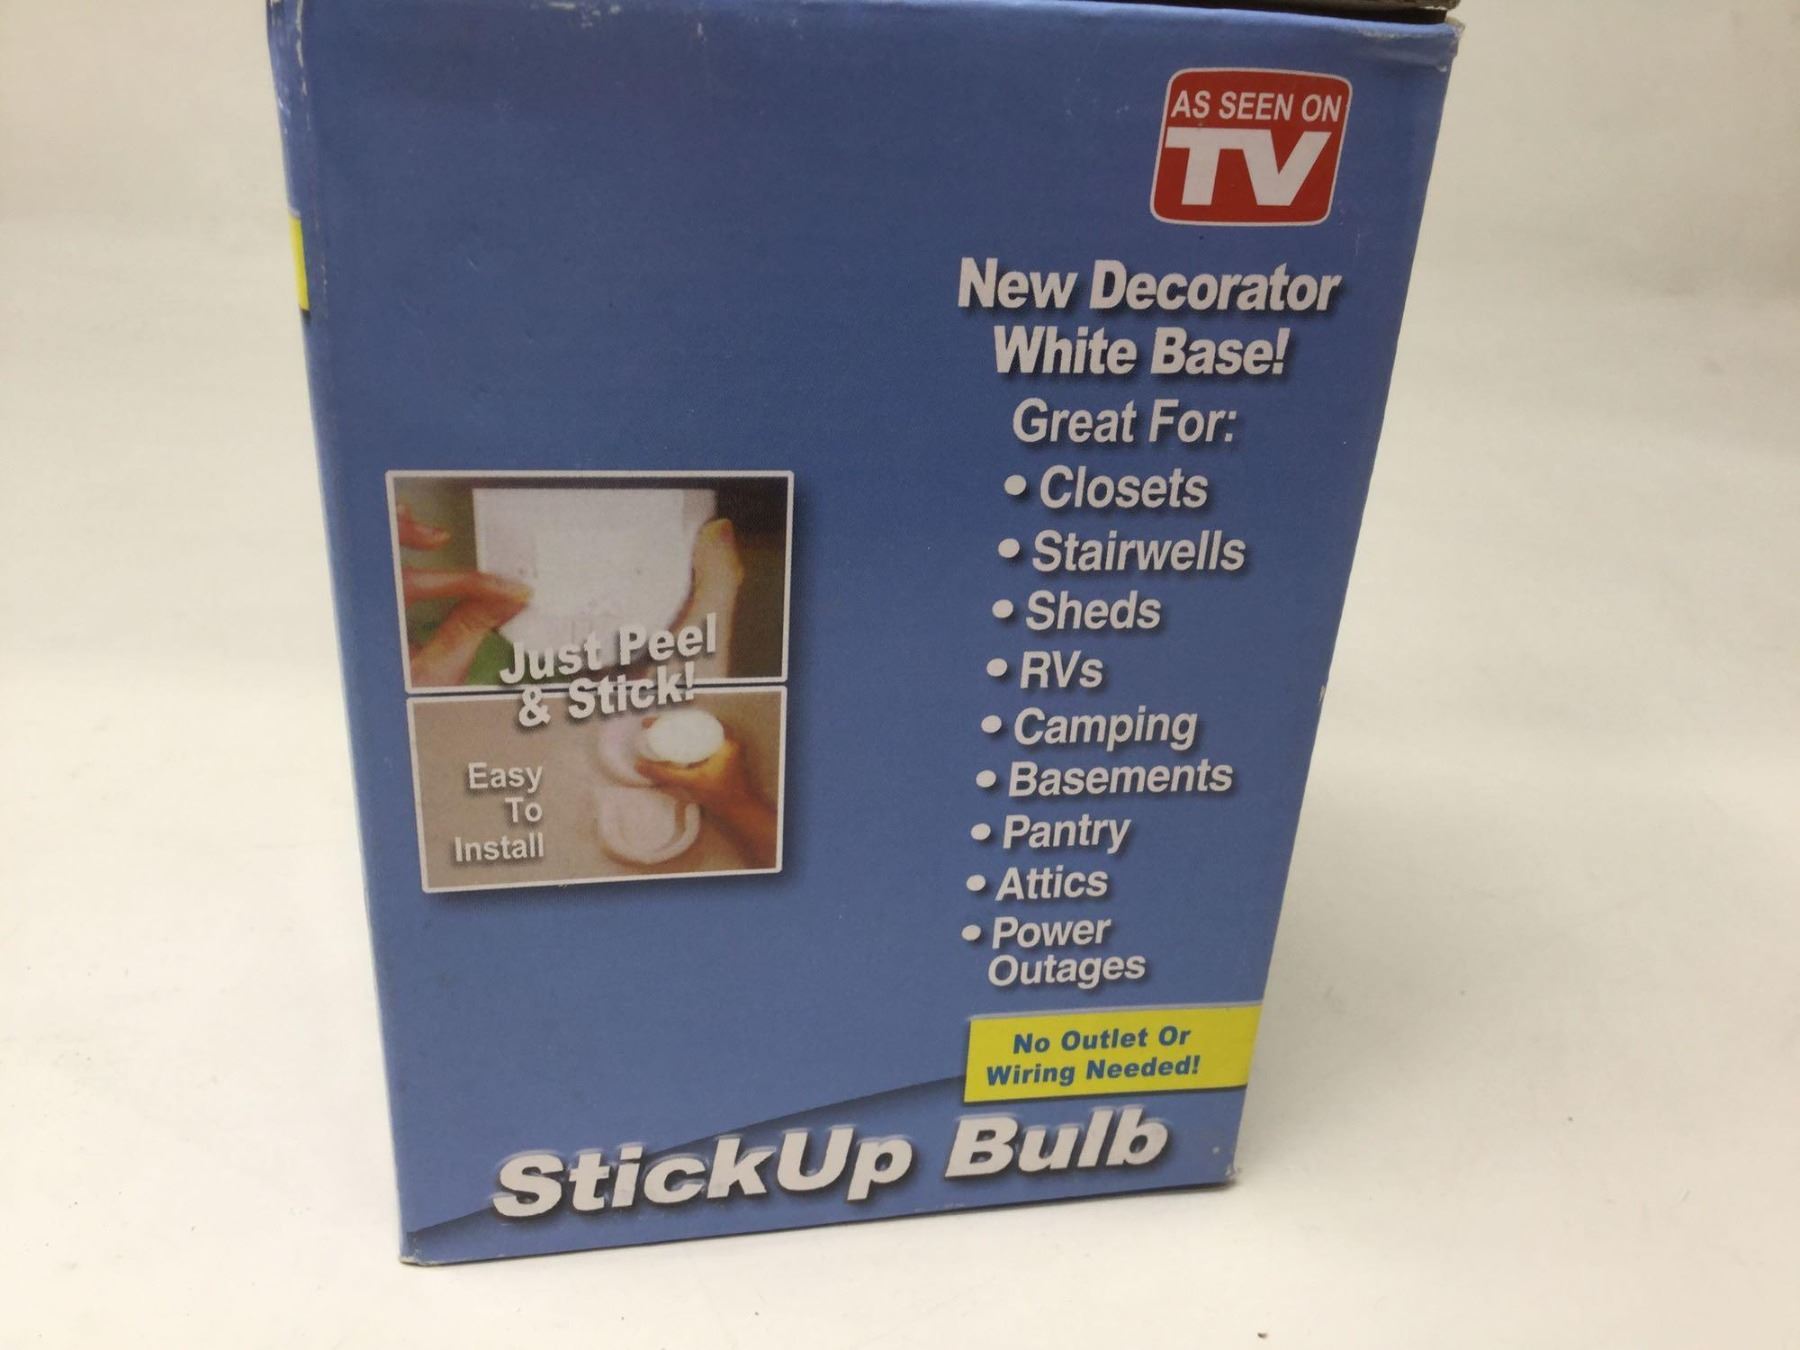 AS SEEN ON
TV
New Decorator
White Base!
Great For:
• Closets
• Stairwells
• Sheds
• RVs
• Camping
• Basements
• Pantry
• Attics
• Power
Outages
Just Peel
& Stick!
Easy
To
Install
No Outlet Or
Wiring Needed!
StickUp Bulb